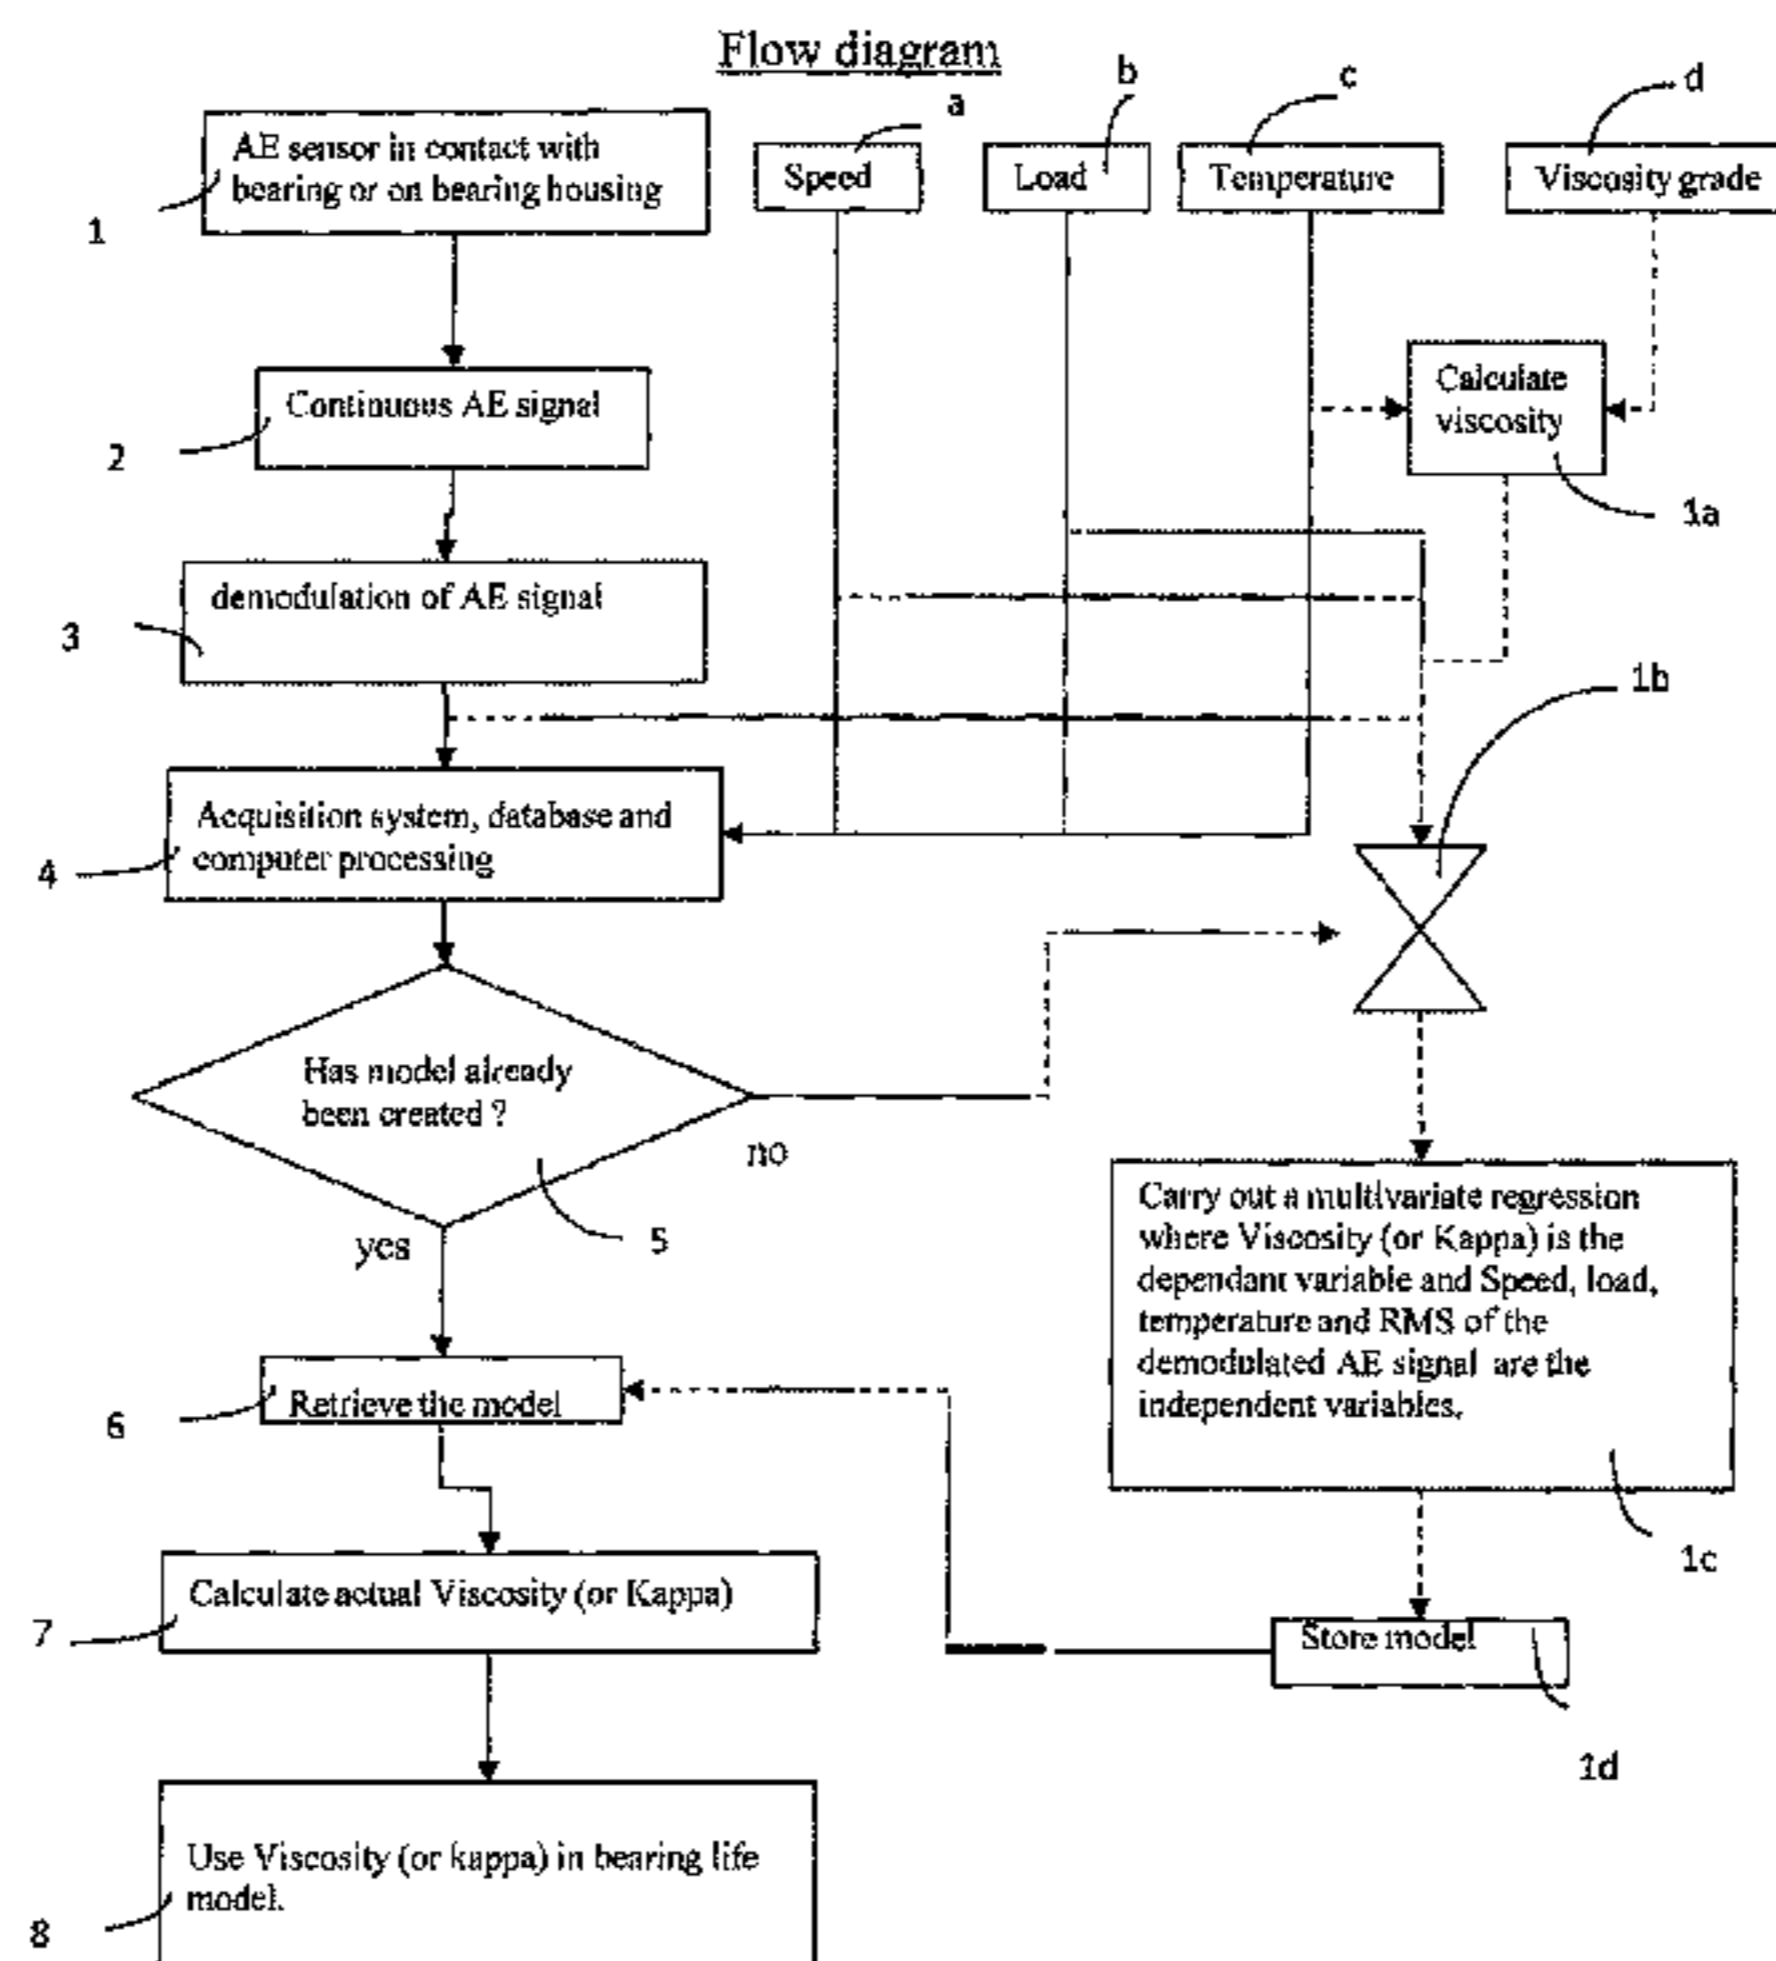 Flow diagram
a
b
c
d
AE sensor in contact with
bearing or on bearing housing
1
Speed
Load
Temperature
Viscosity grade
Continuous AE signal
2
Calculate
viscosity
1a
demodulation of AE signal
3
1b
Acquisition system, database and
computer processing
4
Has model already
been created ?
no
yes
5
Carry out a multivariate regression
where Viscosity (or Kappa) is the
dependant variable and Speed, load,
temperature and RMS of the
demodulated AE signal are the
independent variables.
1c
Retrieve the model
6
Calculate actual Viscosity (or Kappa)
7
Store model
1d
Use Viscosity (or kappa) in bearing life
model.
8